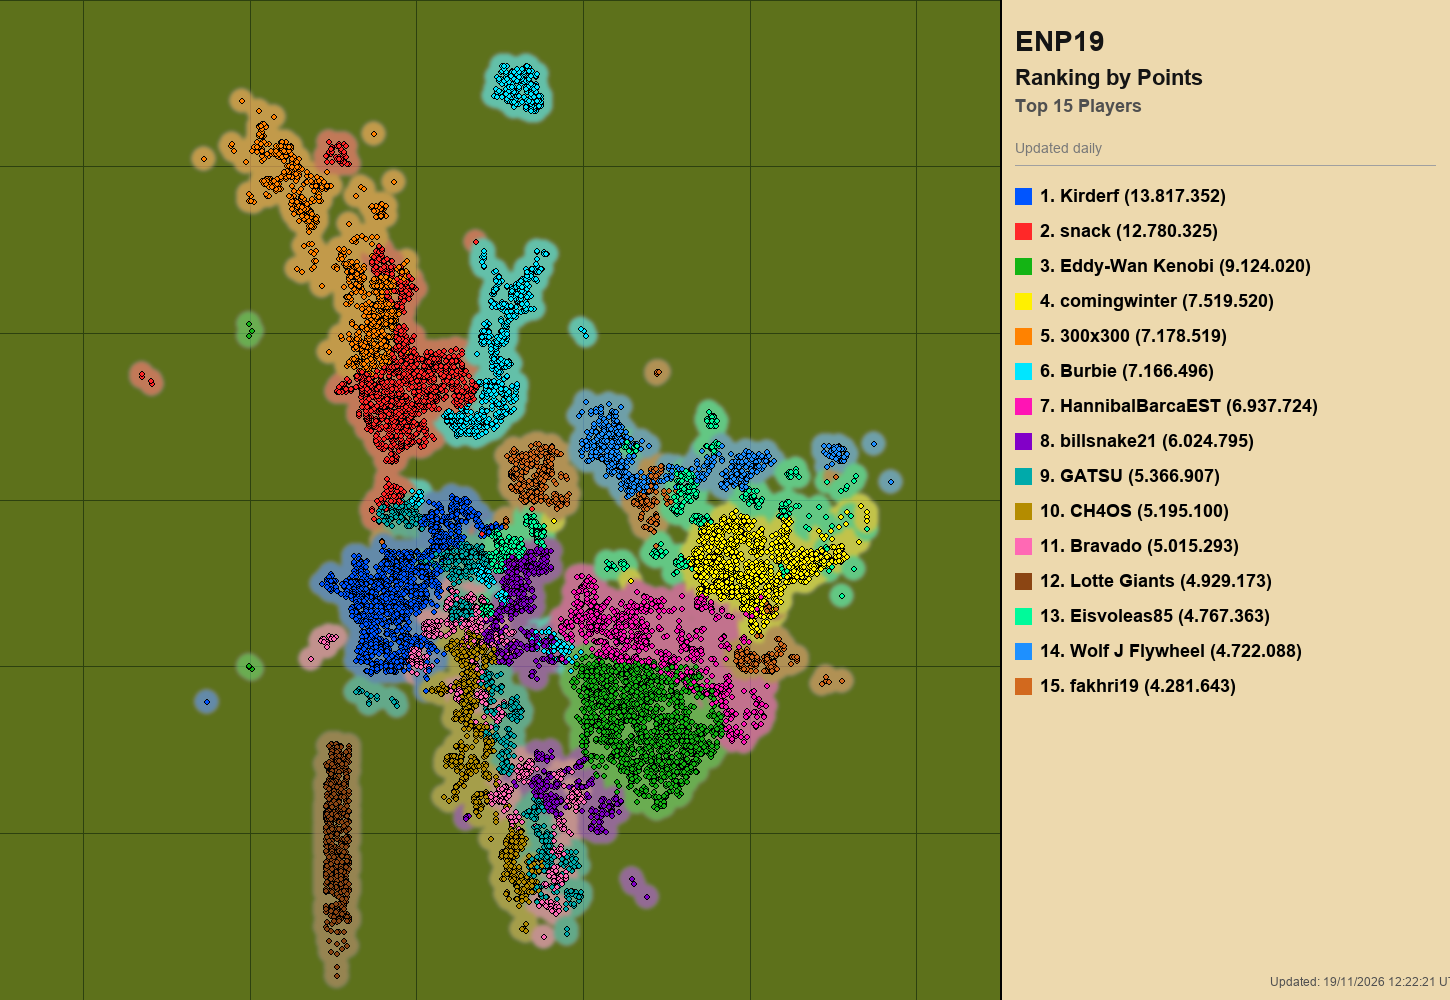 ENP19
Ranking by Points
Top 15 Players
Updated daily
1. Kirderf (13.817.352)
2. snack (12.780.325)
3. Eddy-Wan Kenobi (9.124.020)
4. comingwinter (7.519.520)
5. 300x300 (7.178.519)
6. Burbie (7.166.496)
7. HannibalBarcaEST (6.937.724)
8. billsnake21 (6.024.795)
9. GATSU (5.366.907)
10. CH4OS (5.195.100)
11. Bravado (5.015.293)
12. Lotte Giants (4.929.173)
13. Eisvoleas85 (4.767.363)
14. Wolf J Flywheel (4.722.088)
15. fakhri19 (4.281.643)
Updated: 19/11/2026 12:22:21 U